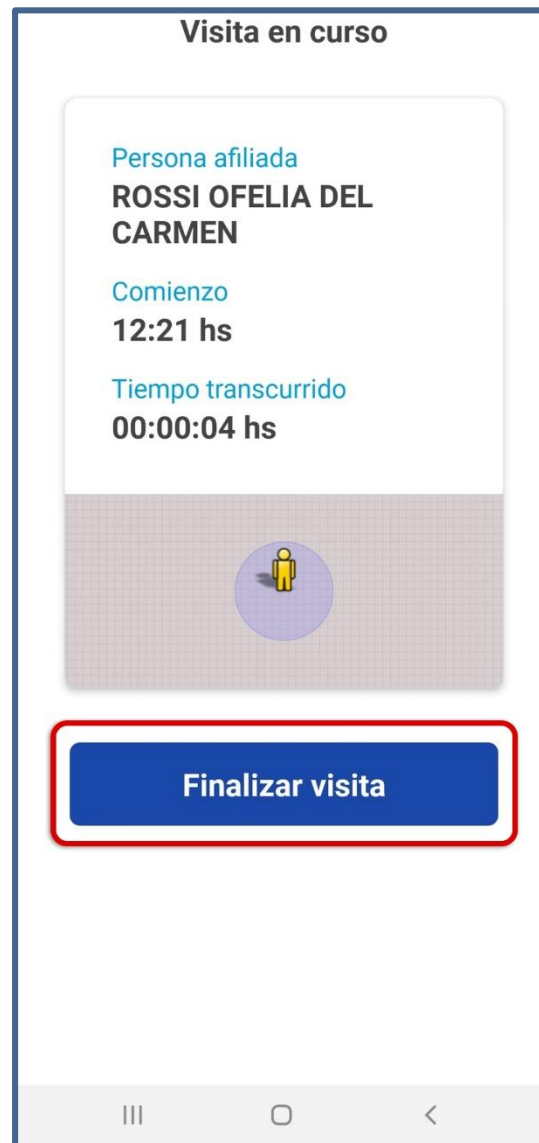 Visita en curso
Persona afiliada
ROSSI OFELIA DEL
CARMEN
Comienzo
12:21 hs
Tiempo transcurrido
00:00:04 hs
Finalizar visita